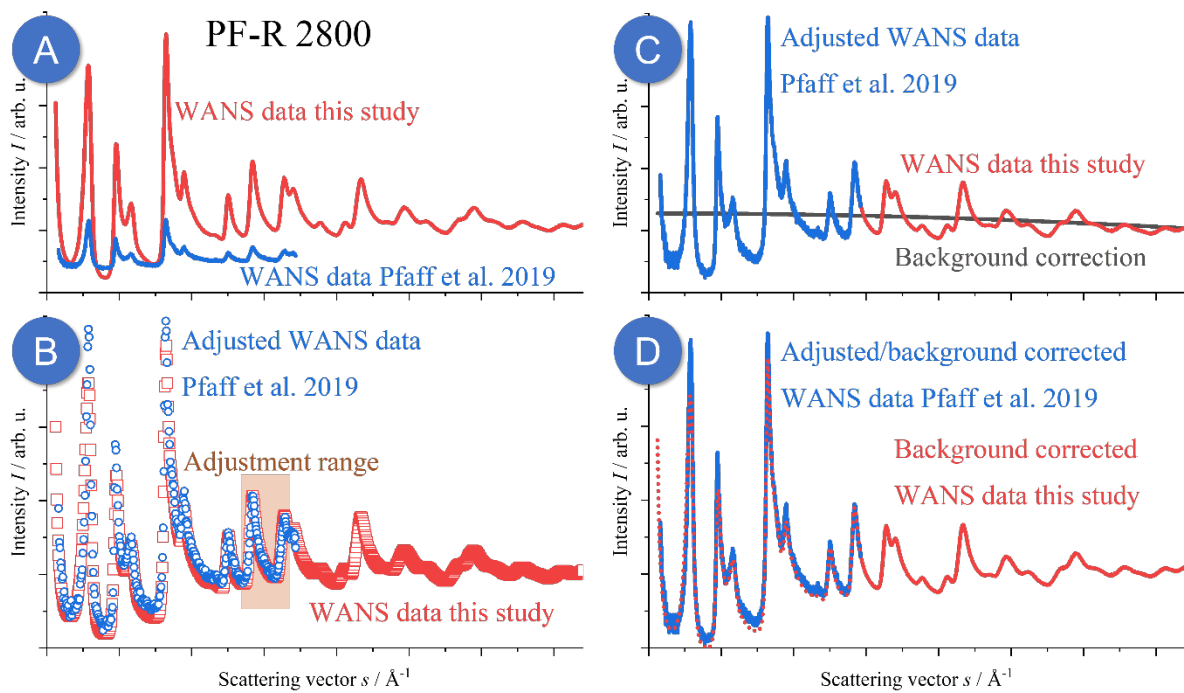 A
PF-R 2800
WANS data this study
WANS data Pfaff et al. 2019
Intensity I / arb. u.
C
Adjusted WANS data
Pfaff et al. 2019
WANS data this study
Background correction
Intensity I / arb. u.
B
Adjusted WANS data
Pfaff et al. 2019
Adjustment range
WANS data this study
Intensity I / arb. u.
Scattering vector s / Å⁻¹
D
Adjusted/background corrected
WANS data Pfaff et al. 2019
Background corrected
WANS data this study
Intensity I / arb. u.
Scattering vector s / Å⁻¹